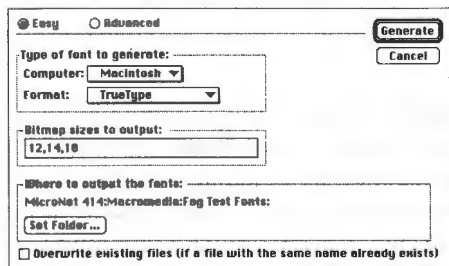 Easy Advanced
Generate
Type of font to generate:
Cancel
Computer: Macintosh
Format: TrueType
Bitmap sizes to output:
12,14,18
Where to output the fonts:
MicroNet 414:Macromedia:Fog Test Fonts:
Set Folder...
Overwrite existing files (if a file with the same name already exists)